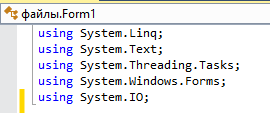 файлы.Form1
using System.Linq;
using System.Text;
using System.Threading.Tasks;
using System.Windows.Forms;
using System.IO;